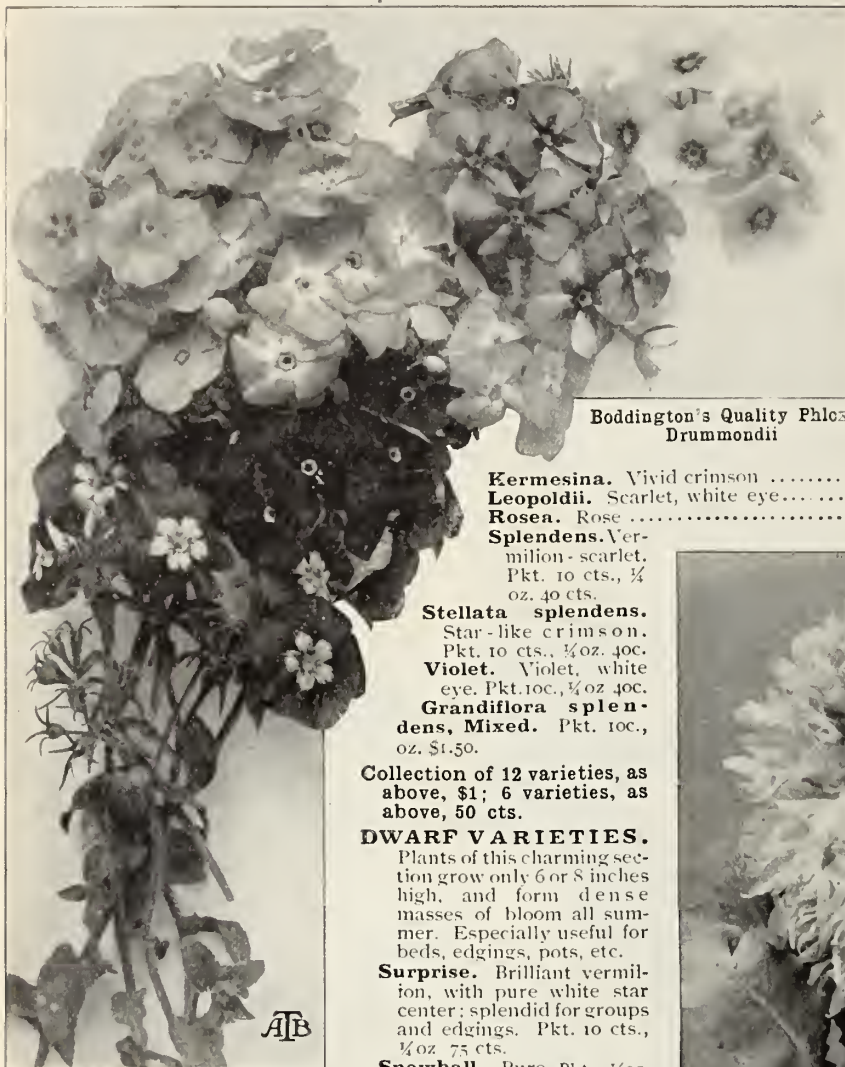 Boddington's Quality Phlox
Drummondii
Kermesina. Vivid crimson ........
Leopoldii. Scarlet, white eye.. . ...
Rosea. Rose ........................
Splendens. Ver-
milion-scarlet.
Pkt. 10 cts., ¼
oz. 40 cts.
Stellata splendens.
Star-like crimson.
Pkt. 10 cts., ¼oz. 40c.
Violet. Violet, white
eye. Pkt. 10c., ¼oz 40c.
Grandiflora splen-
dens, Mixed. Pkt. 10c.,
oz. $1.50.
Collection of 12 varieties, as
above, $1; 6 varieties, as
above, 50 cts.
DWARF VARIETIES.
Plants of this charming sec-
tion grow only 6 or 8 inches
high, and form dense
masses of bloom all sum-
mer. Especially useful for
beds, edgings, pots, etc.
Surprise. Brilliant vermil-
ion, with pure white star
center; splendid for groups
and edgings. Pkt. 10 cts.,
¼oz 75 cts.
Snowball. Pure
ATB